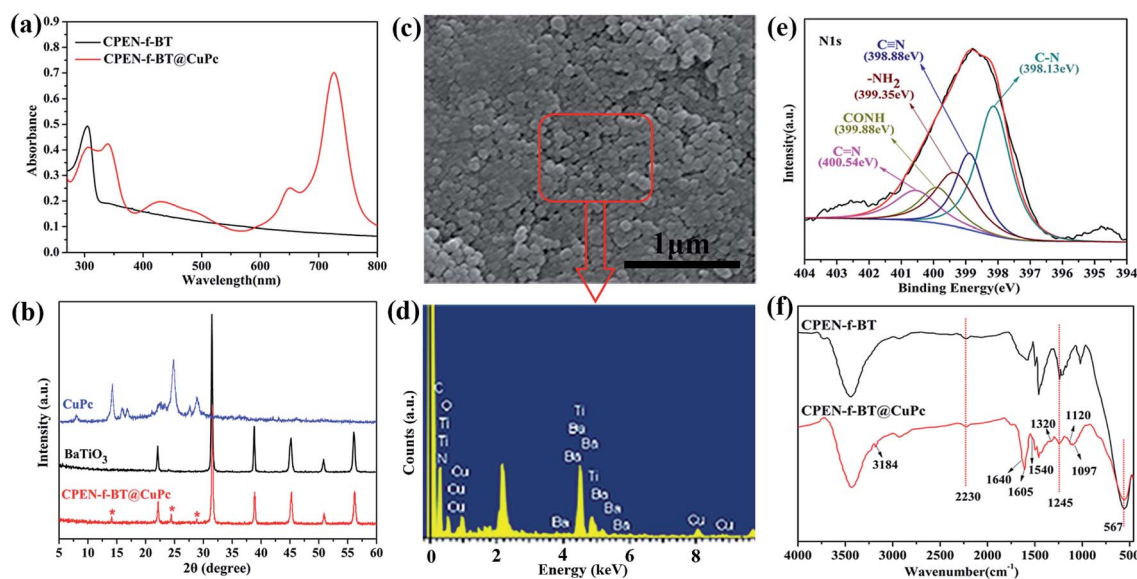 (a)
CPEN-f-BT
CPEN-f-BT@CuPc
0.9
0.8
0.7
0.6
0.5
0.4
0.3
0.2
0.1
0.0
Absorbance
300 400 500 600 700 800
Wavelength(nm)
(b)
CuPc
BaTiO3
CPEN-f-BT@CuPc
* * *
Intensity (a.u.)
5 10 15 20 25 30 35 40 45 50 55 60
2θ (degree)
(c)
1μm
(d)
Counts (a.u.)
C
O
Ti
Ti
N
Cu
Cu
Cu
Ti
Ba
Ba
Ba
Ti
Ba
Ba
Ba
Ba
Cu
Cu
0 2 4 6 8
Energy (keV)
(e)
N1s
C≡N
(398.88eV)
-NH2
(399.35eV)
CONH
(399.88eV)
C=N
(400.54eV)
C-N
(398.13eV)
Intensity(a.u.)
404 403 402 401 400 399 398 397 396 395 394
Binding Energy(eV)
(f)
CPEN-f-BT
CPEN-f-BT@CuPc
3184
2230
1640
1605
1540
1320
1245
1120
1097
567
4000 3500 3000 2500 2000 1500 1000 500
Wavenumber(cm-1)